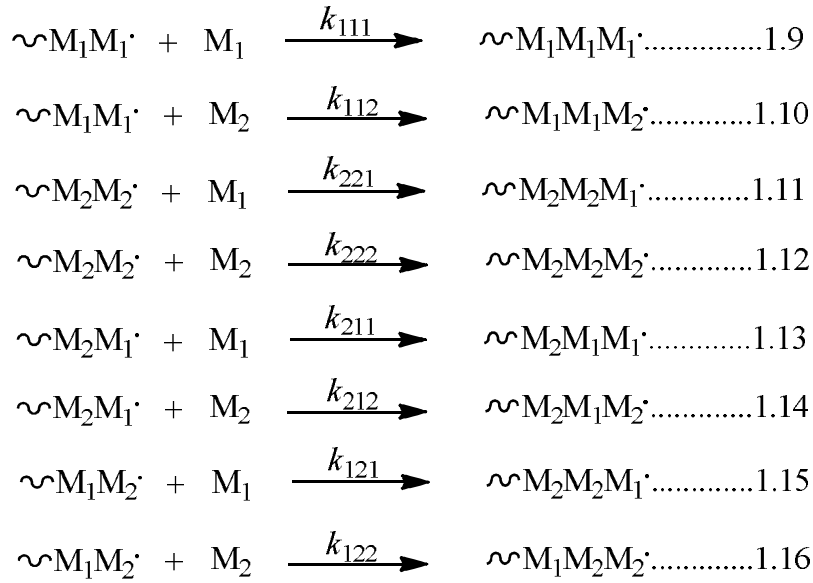 ~M₁M₁· + M₁ k₁₁₁ ~M₁M₁M₁·..............1.9
~M₁M₁· + M₂ k₁₁₂ ~M₁M₁M₂·.............1.10
~M₂M₂· + M₁ k₂₂₁ ~M₂M₂M₁·.............1.11
~M₂M₂· + M₂ k₂₂₂ ~M₂M₂M₂·.............1.12
~M₂M₁· + M₁ k₂₁₁ ~M₂M₁M₁·.............1.13
~M₂M₁· + M₂ k₂₁₂ ~M₂M₁M₂·.............1.14
~M₁M₂· + M₁ k₁₂₁ ~M₂M₂M₁·.............1.15
~M₁M₂· + M₂ k₁₂₂ ~M₁M₂M₂·.............1.16